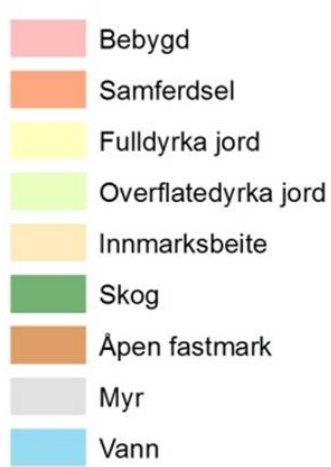 Bebygd
Samferdsel
Fulldyrka jord
Overflatedyrka jord
Innmarksbeite
Skog
Åpen fastmark
Myr
Vann